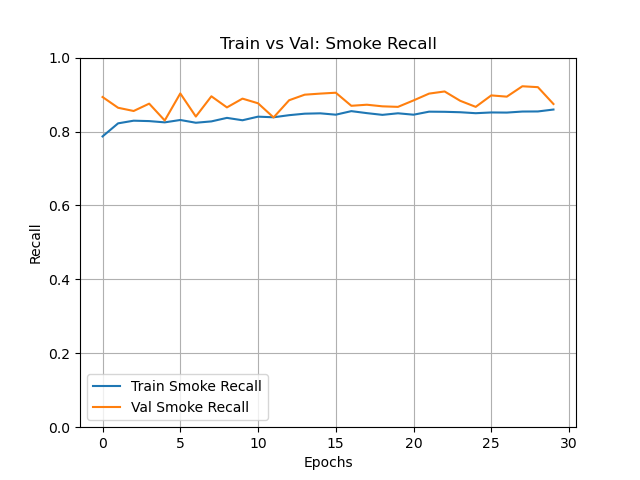 Train vs Val: Smoke Recall
1.0
0.8
0.6
0.4
0.2
0.0
Recall
Train Smoke Recall
Val Smoke Recall
0 5 10 15 20 25 30
Epochs